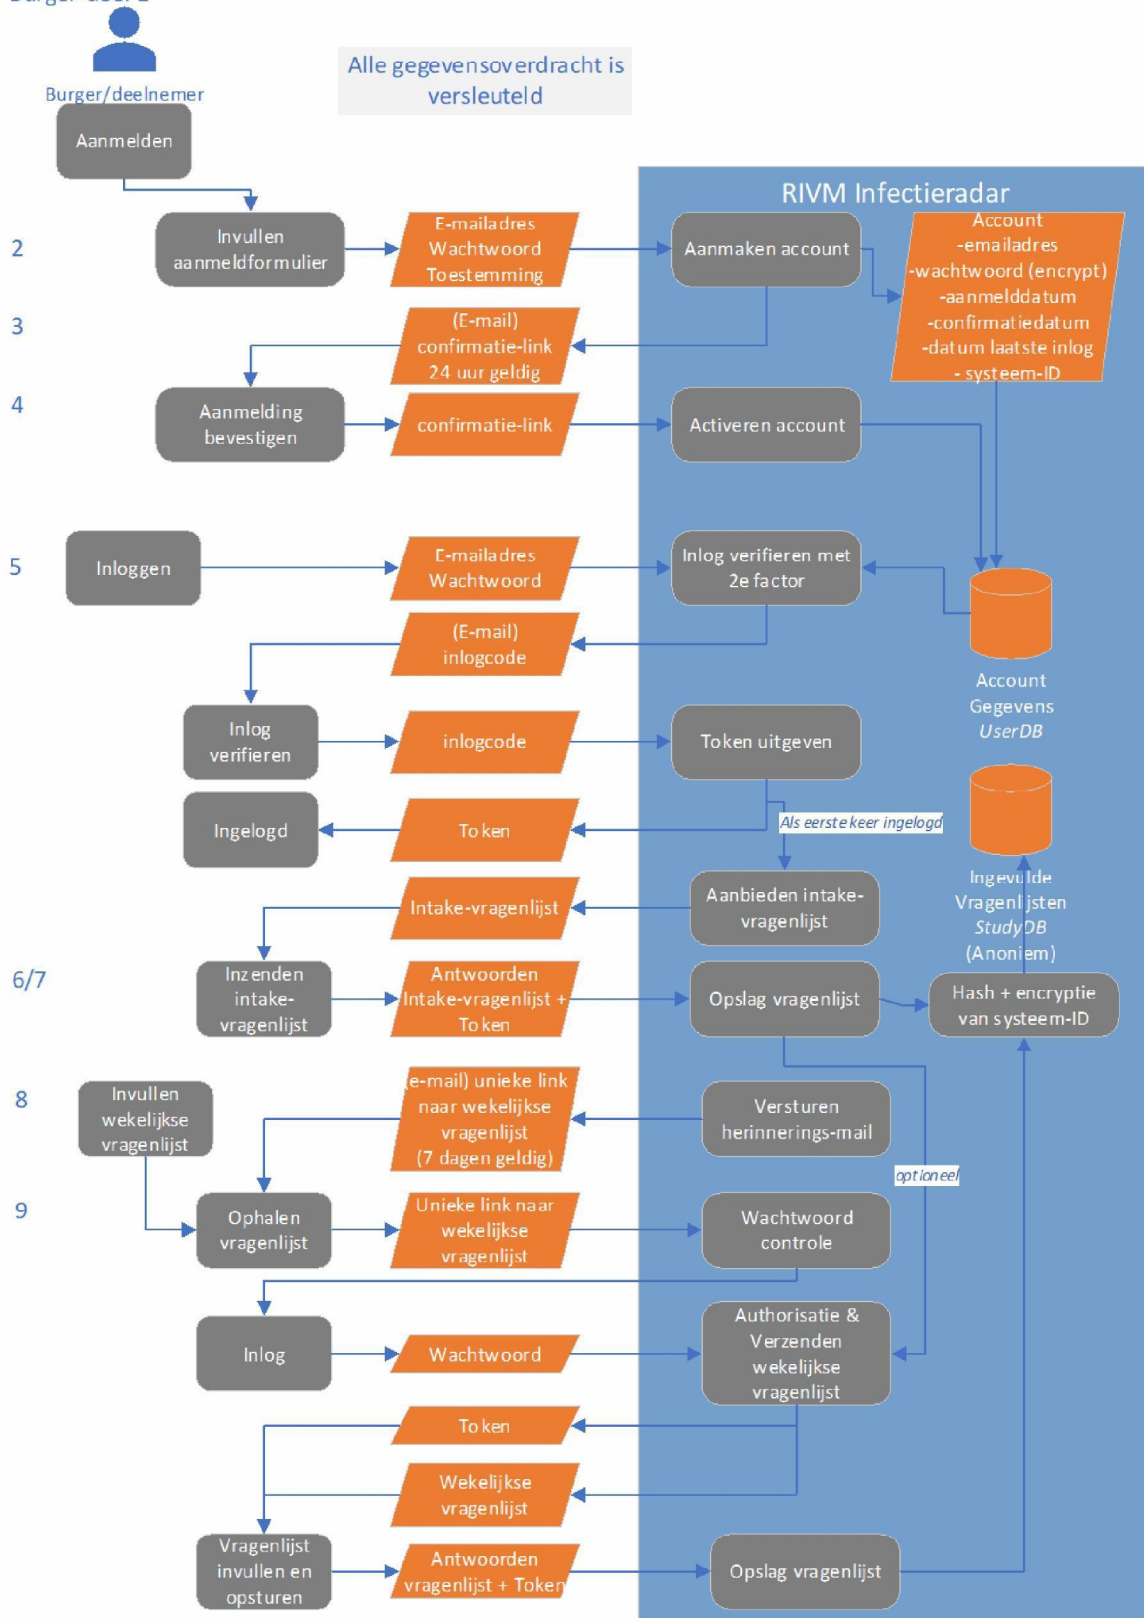 Burger/deelnemer
Alle gegevensoverdracht is
versleuteld
Aanmelden
RIVM Infectieradar
2
Invullen
aanmeldformulier
E-mailadres
Wachtwoord
Toestemming
Aanmaken account
Account
-emailadres
-wachtwoord (encrypt)
-aanmelddatum
-confirmatiedatum
-datum laatste inlog
- systeem-ID
3
(E-mail)
confirmatie-link
24 uur geldig
4
Aanmelding
bevestigen
confirmatie-link
Activeren account
5
Inloggen
E-mailadres
Wachtwoord
Inlog verifieren met
2e factor
(E-mail)
inlogcode
Account
Gegevens
UserDB
Inlog
verifieren
inlogcode
Token uitgeven
Ingelogd
Token
Als eerste keer ingelogd
Intake-vragenlijst
Aanbieden intake-
vragenlijst
Ingevulde
Vragenlijsten
StudyDB
(Anoniem)
6/7
Inzenden
intake-
vragenlijst
Antwoorden
Intake-vragenlijst +
Token
Opslag vragenlijst
Hash + encryptie
van systeem-ID
8
Invullen
wekelijkse
vragenlijst
(e-mail) unieke link
naar wekelijkse
vragenlijst
(7 dagen geldig)
Versturen
herinnerings-mail
optioneel
9
Ophalen
vragenlijst
Unieke link naar
wekelijkse
vragenlijst
Wachtwoord
controle
Inlog
Wachtwoord
Authorisatie &
Verzenden
wekelijkse
vragenlijst
Token
Wekelijkse
vragenlijst
Vragenlijst
invullen en
opsturen
Antwoorden
vragenlijst + Token
Opslag vragenlijst